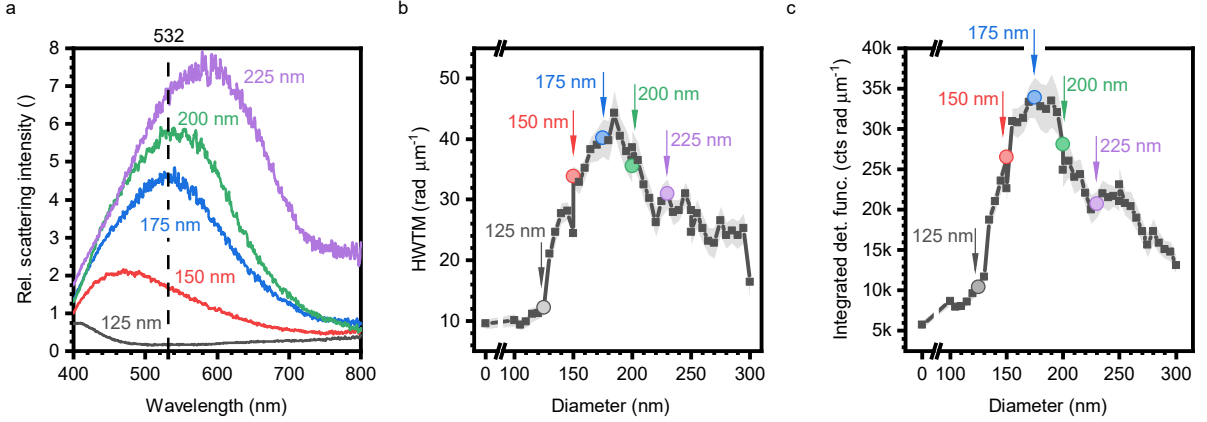 a
532
8
7
6
5
4
3
2
1
0
Rel. scattering intensity ()
225 nm
200 nm
175 nm
150 nm
125 nm
400 500 600 700 800
Wavelength (nm)
b
50
40
30
20
10
HWTM (rad μm⁻¹)
175 nm
200 nm
150 nm
225 nm
125 nm
0 100 150 200 250 300
Diameter (nm)
c
40k
35k
30k
25k
20k
15k
10k
5k
Integrated det. func. (cts rad μm⁻¹)
175 nm
200 nm
150 nm
225 nm
125 nm
0 100 150 200 250 300
Diameter (nm)